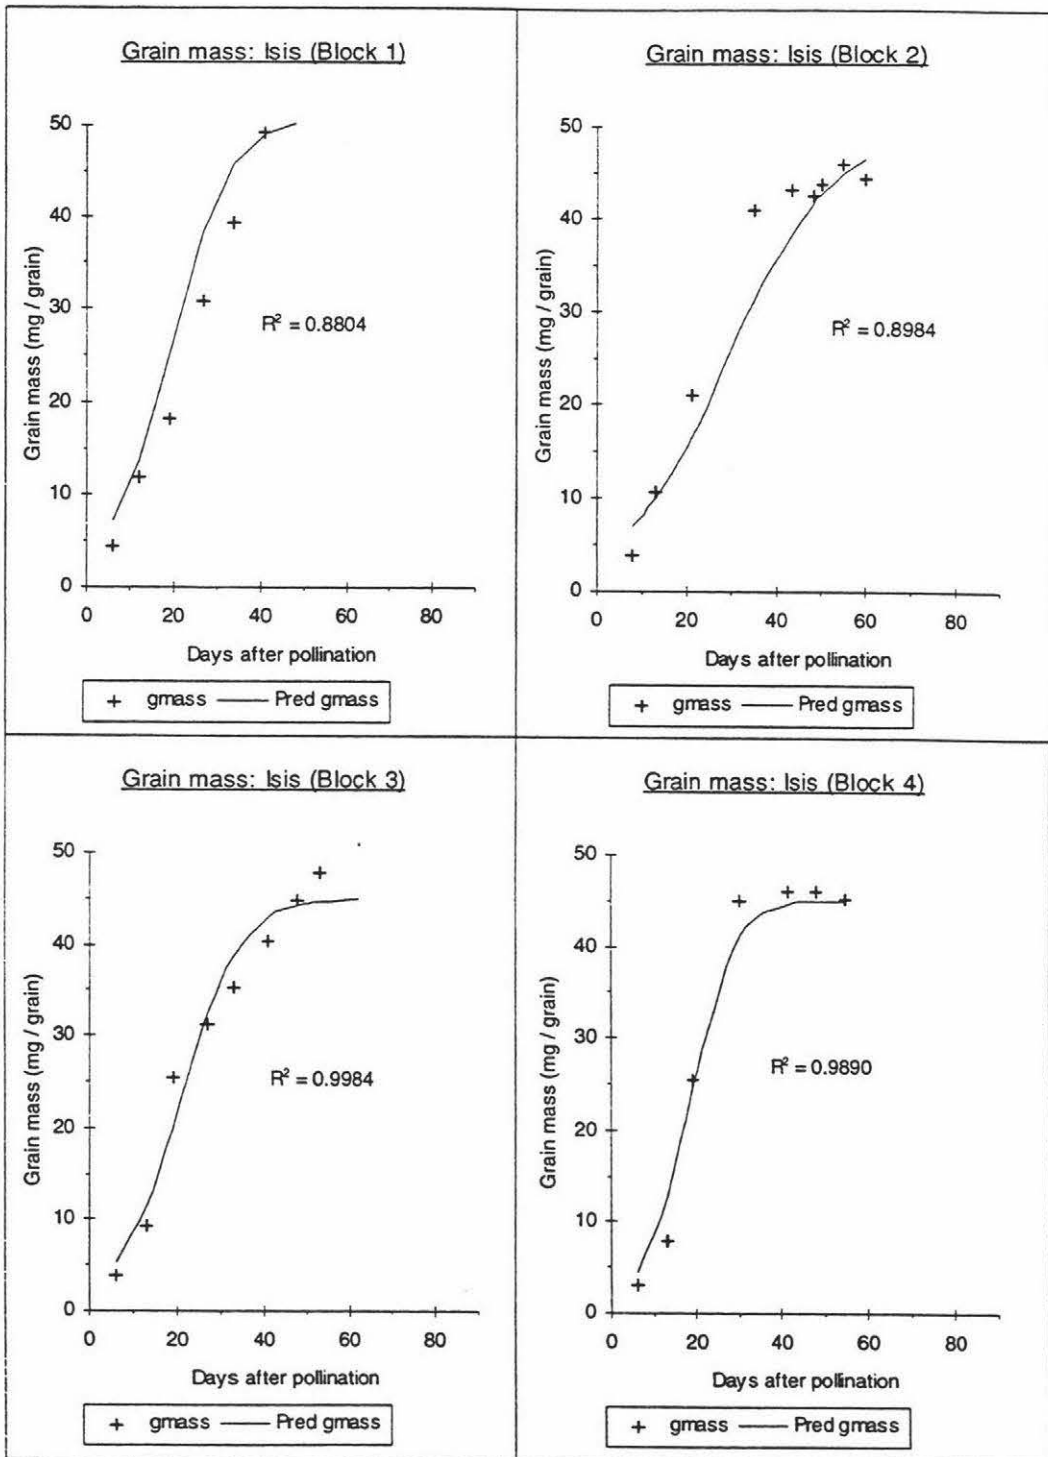 Grain mass: Isis (Block 1)
50
40
30
20
10
0
Grain mass (mg / grain)
R² = 0.8804
0 20 40 60 80
Days after pollination
+ gmass — Pred gmass
Grain mass: Isis (Block 2)
50
40
30
20
10
0
Grain mass (mg / grain)
R² = 0.8984
0 20 40 60 80
Days after pollination
+ gmass — Pred gmass
Grain mass: Isis (Block 3)
50
40
30
20
10
0
Grain mass (mg / grain)
R² = 0.9984
0 20 40 60 80
Days after pollination
+ gmass — Pred gmass
Grain mass: Isis (Block 4)
50
40
30
20
10
0
Grain mass (mg / grain)
R² = 0.9890
0 20 40 60 80
Days after pollination
+ gmass — Pred gmass